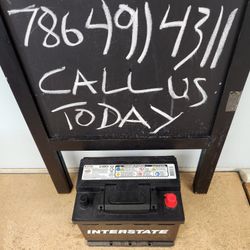 7864914311
CALL US
TODAY
INTERSTATE